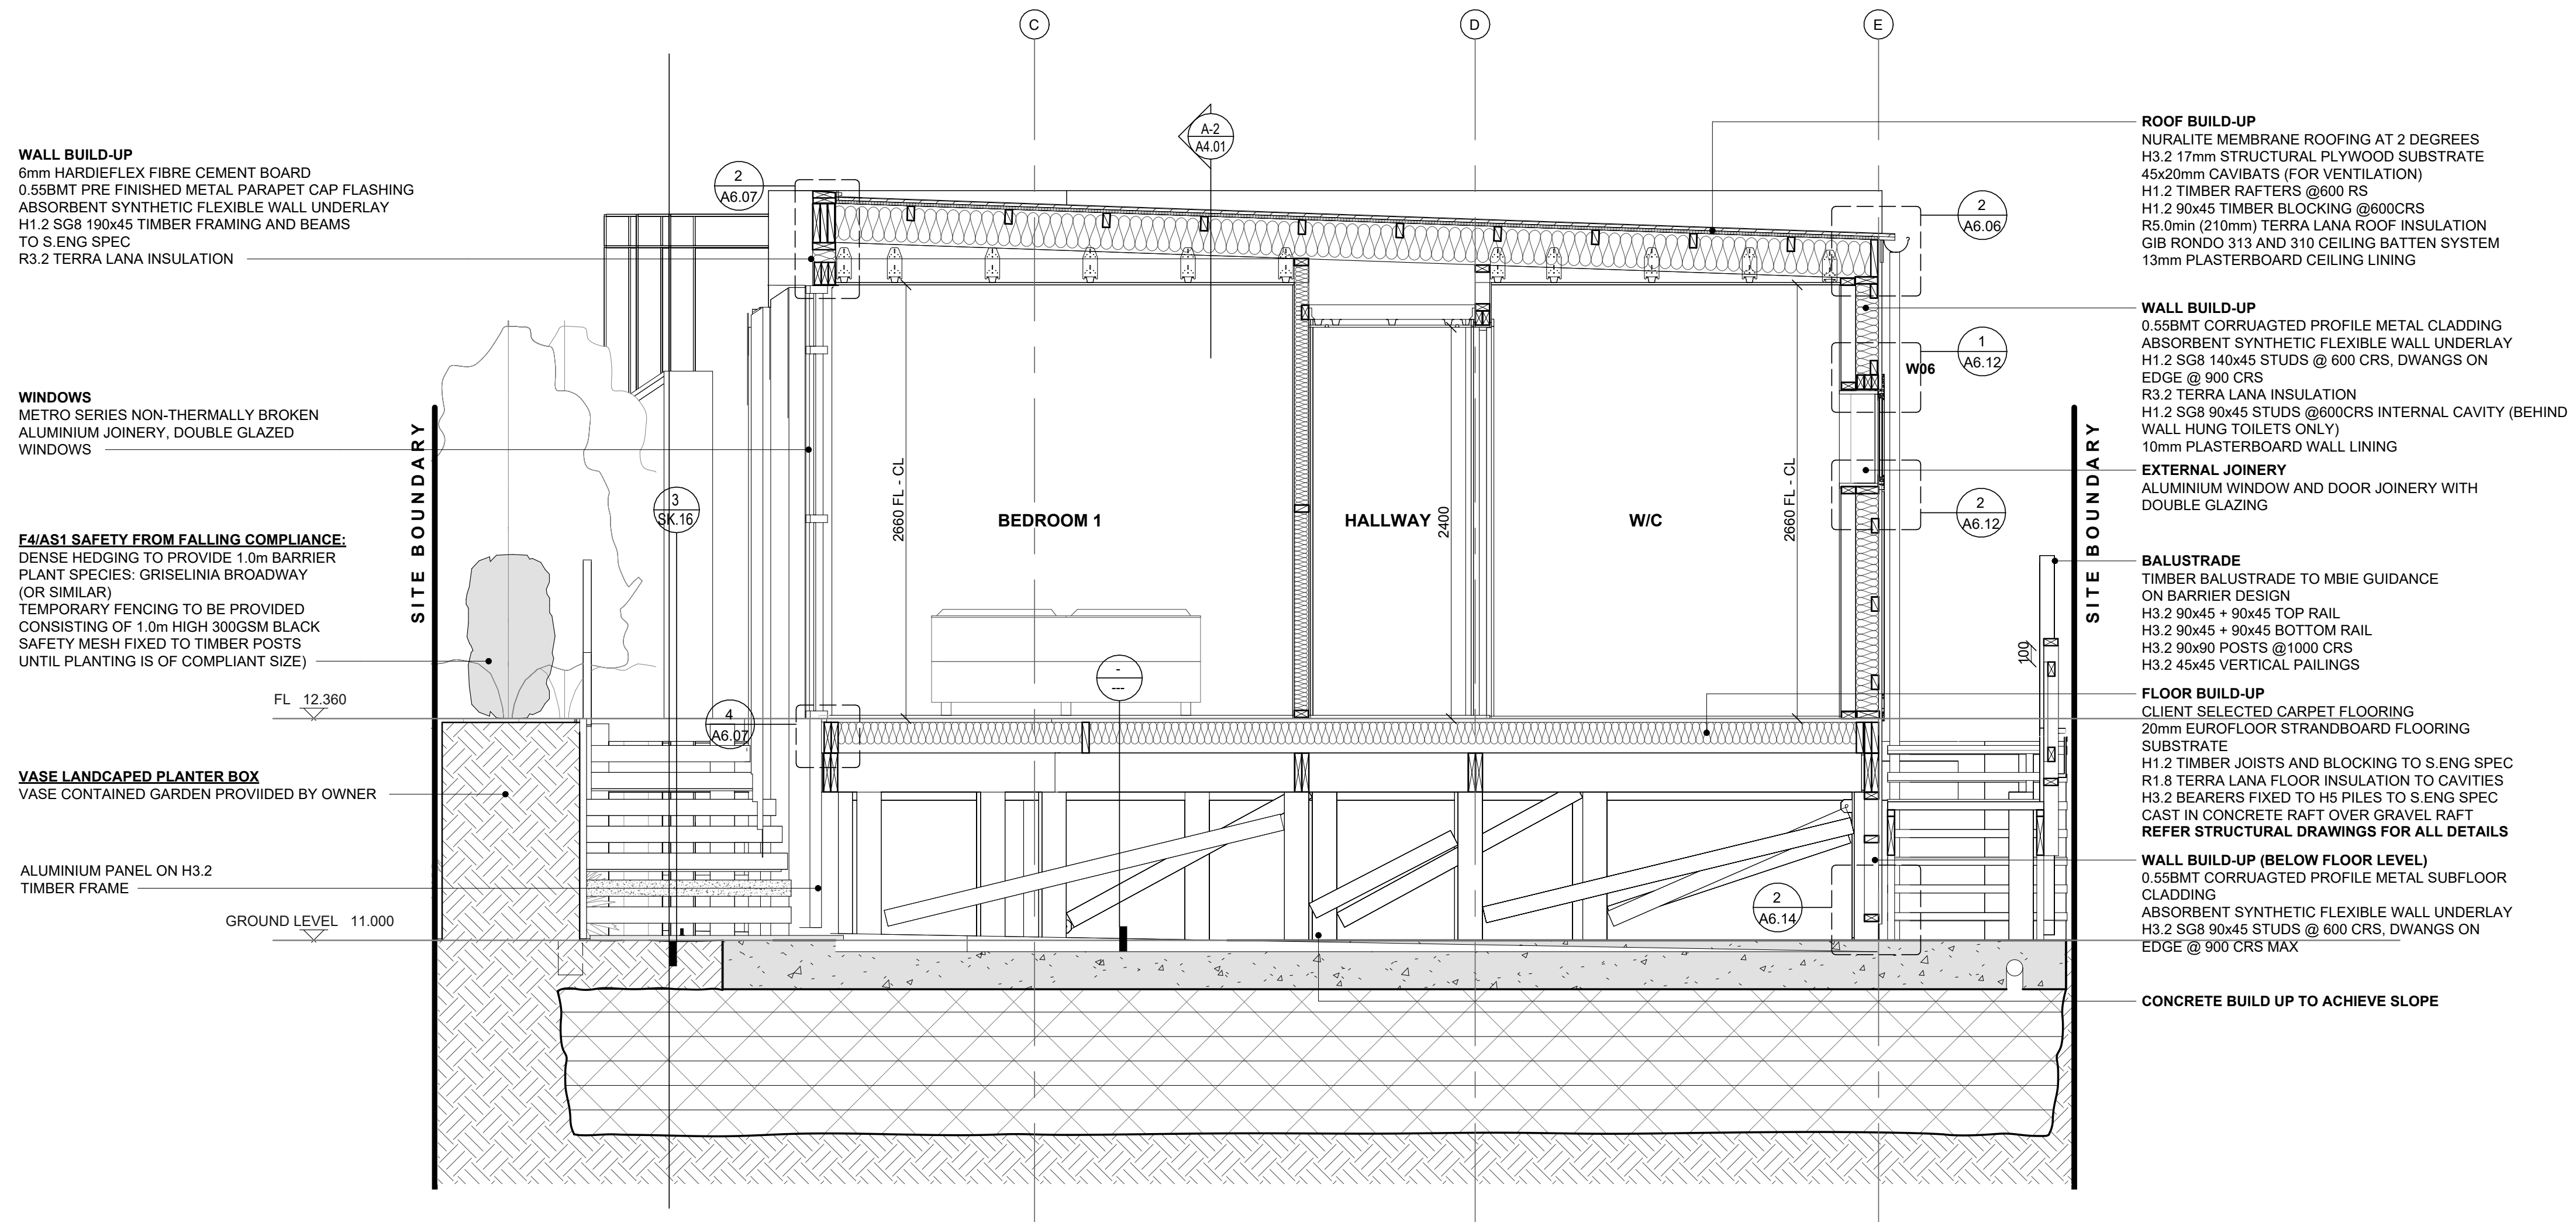 C
D
E
A-2
A4.01
2
A6.07
2
A6.06
1
A6.12
W06
2
A6.12
3
SK.16
4
A6.07
2
A6.14
-
---
WALL BUILD-UP
6mm HARDIEFLEX FIBRE CEMENT BOARD
0.55BMT PRE FINISHED METAL PARAPET CAP FLASHING
ABSORBENT SYNTHETIC FLEXIBLE WALL UNDERLAY
H1.2 SG8 190x45 TIMBER FRAMING AND BEAMS
TO S.ENG SPEC
R3.2 TERRA LANA INSULATION
WINDOWS
METRO SERIES NON-THERMALLY BROKEN
ALUMINIUM JOINERY, DOUBLE GLAZED
WINDOWS
F4/AS1 SAFETY FROM FALLING COMPLIANCE:
DENSE HEDGING TO PROVIDE 1.0m BARRIER
PLANT SPECIES: GRISELINIA BROADWAY
(OR SIMILAR)
TEMPORARY FENCING TO BE PROVIDED
CONSISTING OF 1.0m HIGH 300GSM BLACK
SAFETY MESH FIXED TO TIMBER POSTS
UNTIL PLANTING IS OF COMPLIANT SIZE)
FL 12.360
VASE LANDCAPED PLANTER BOX
VASE CONTAINED GARDEN PROVIIDED BY OWNER
ALUMINIUM PANEL ON H3.2
TIMBER FRAME
GROUND LEVEL 11.000
SITE BOUNDARY
2660 FL - CL
BEDROOM 1
HALLWAY
2400
W/C
2660 FL - CL
SITE BOUNDARY
100
ROOF BUILD-UP
NURALITE MEMBRANE ROOFING AT 2 DEGREES
H3.2 17mm STRUCTURAL PLYWOOD SUBSTRATE
45x20mm CAVIBATS (FOR VENTILATION)
H1.2 TIMBER RAFTERS @600 RS
H1.2 90x45 TIMBER BLOCKING @600CRS
R5.0min (210mm) TERRA LANA ROOF INSULATION
GIB RONDO 313 AND 310 CEILING BATTEN SYSTEM
13mm PLASTERBOARD CEILING LINING
WALL BUILD-UP
0.55BMT CORRUAGTED PROFILE METAL CLADDING
ABSORBENT SYNTHETIC FLEXIBLE WALL UNDERLAY
H1.2 SG8 140x45 STUDS @ 600 CRS, DWANGS ON
EDGE @ 900 CRS
R3.2 TERRA LANA INSULATION
H1.2 SG8 90x45 STUDS @600CRS INTERNAL CAVITY (BEHIND
WALL HUNG TOILETS ONLY)
10mm PLASTERBOARD WALL LINING
EXTERNAL JOINERY
ALUMINIUM WINDOW AND DOOR JOINERY WITH
DOUBLE GLAZING
BALUSTRADE
TIMBER BALUSTRADE TO MBIE GUIDANCE
ON BARRIER DESIGN
H3.2 90x45 + 90x45 TOP RAIL
H3.2 90x45 + 90x45 BOTTOM RAIL
H3.2 90x90 POSTS @1000 CRS
H3.2 45x45 VERTICAL PAILINGS
FLOOR BUILD-UP
CLIENT SELECTED CARPET FLOORING
20mm EUROFLOOR STRANDBOARD FLOORING
SUBSTRATE
H1.2 TIMBER JOISTS AND BLOCKING TO S.ENG SPEC
R1.8 TERRA LANA FLOOR INSULATION TO CAVITIES
H3.2 BEARERS FIXED TO H5 PILES TO S.ENG SPEC
CAST IN CONCRETE RAFT OVER GRAVEL RAFT
REFER STRUCTURAL DRAWINGS FOR ALL DETAILS
WALL BUILD-UP (BELOW FLOOR LEVEL)
0.55BMT CORRUAGTED PROFILE METAL SUBFLOOR
CLADDING
ABSORBENT SYNTHETIC FLEXIBLE WALL UNDERLAY
H3.2 SG8 90x45 STUDS @ 600 CRS, DWANGS ON
EDGE @ 900 CRS MAX
CONCRETE BUILD UP TO ACHIEVE SLOPE